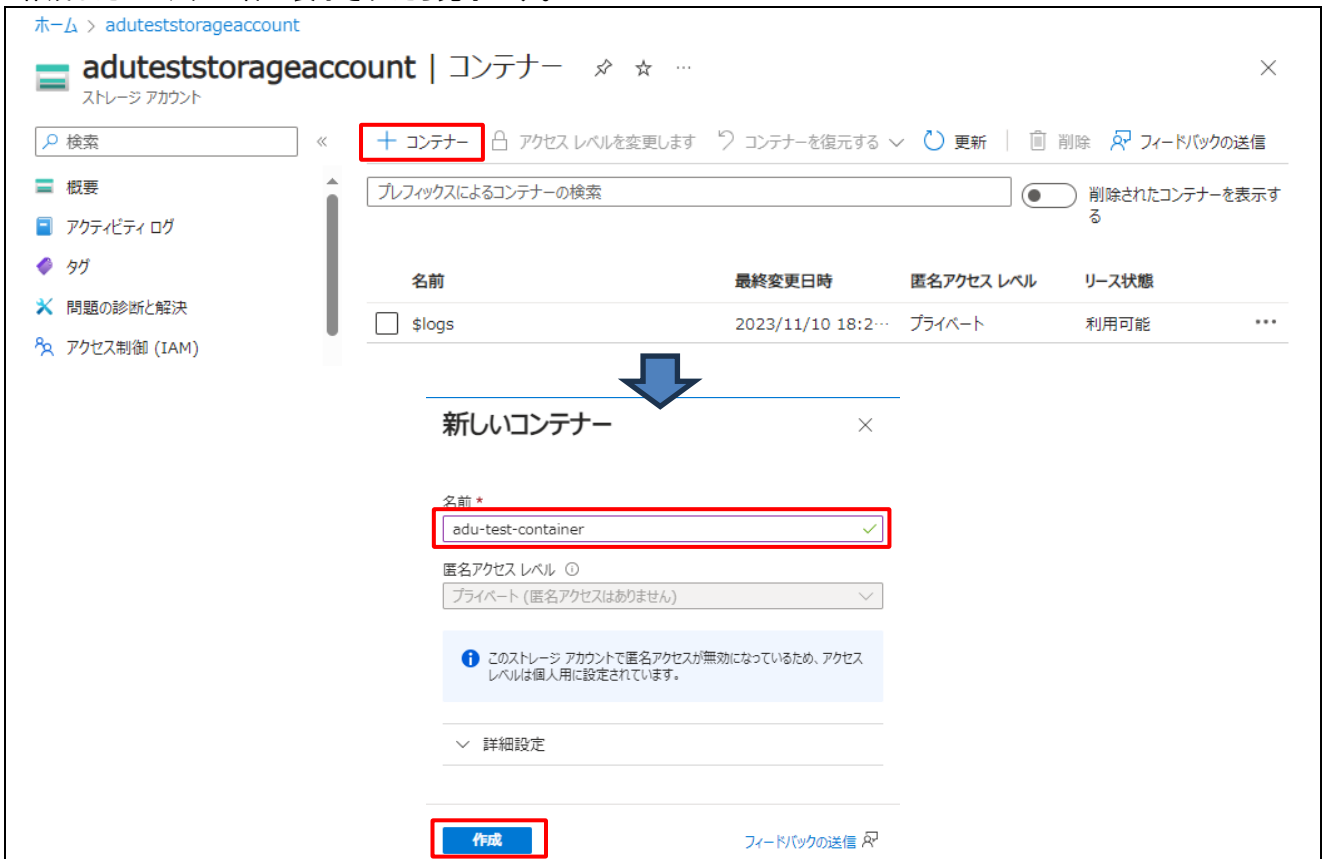 ホーム > aduteststorageaccount
aduteststorageaccount | コンテナー …
ストレージ アカウント
検索 «
+ コンテナー アクセス レベルを変更します コンテナーを復元する 更新 削除 フィードバックの送信
概要
プレフィックスによるコンテナーの検索
削除されたコンテナーを表示す
る
アクティビティ ログ
タグ
問題の診断と解決
アクセス制御 (IAM)
名前 最終変更日時 匿名アクセス レベル リース状態
$logs 2023/11/10 18:2… プライベート 利用可能 …
新しいコンテナー
名前 *
adu-test-container
匿名アクセス レベル
プライベート (匿名アクセスはありません)
このストレージ アカウントで匿名アクセスが無効になっているため、アクセス
レベルは個人用に設定されています。
詳細設定
作成 フィードバックの送信